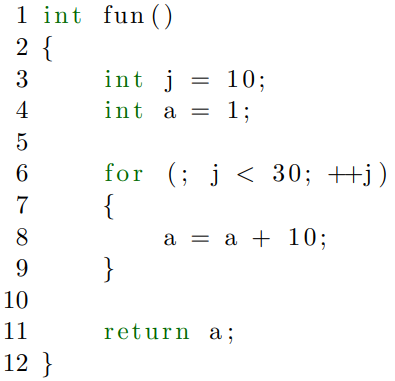 1 int fun()
2 {
3     int j = 10;
4     int a = 1;
5
6     for (; j < 30; ++j)
7     {
8         a = a + 10;
9     }
10
11     return a;
12 }